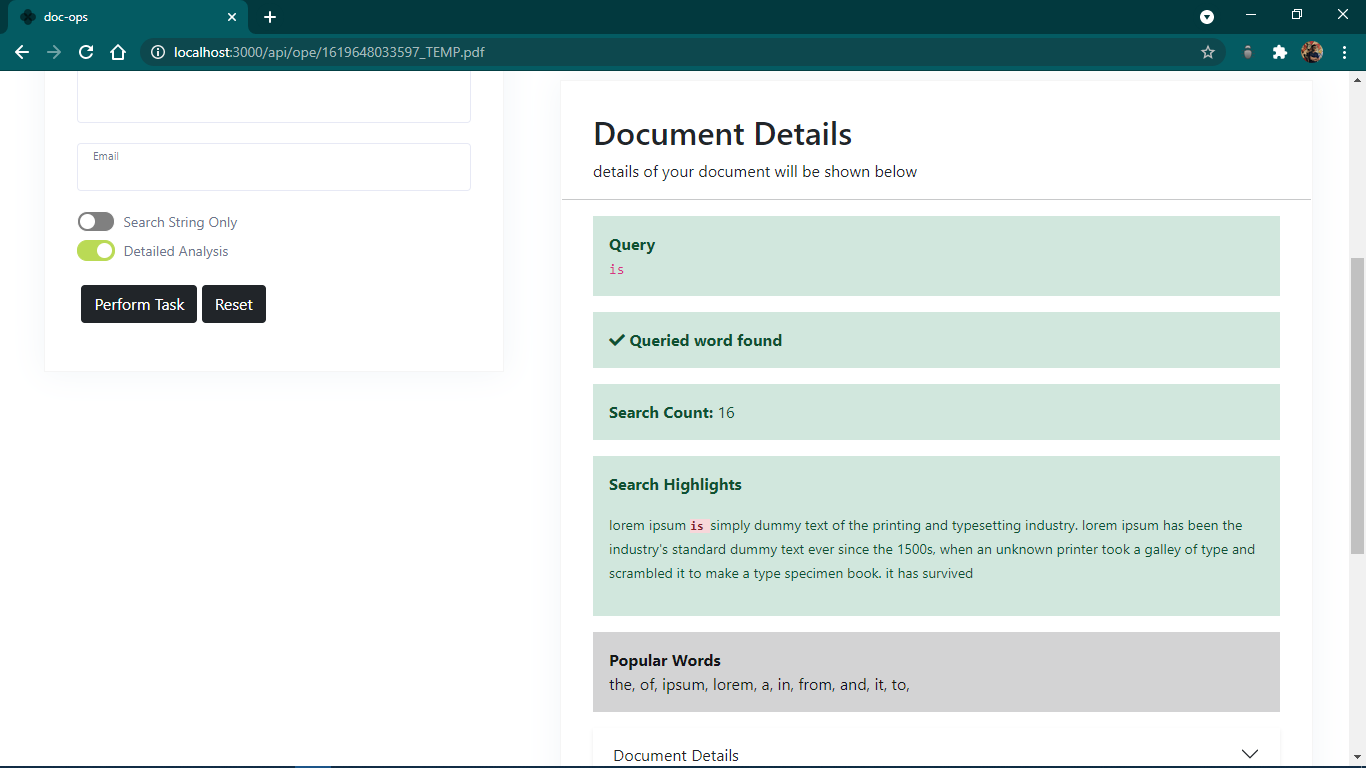 doc-ops
localhost:3000/api/ope/1619648033597_TEMP.pdf
Email
Search String Only
Detailed Analysis
Perform Task
Reset
Document Details
details of your document will be shown below
Query
is
Queried word found
Search Count: 16
Search Highlights
lorem ipsum is simply dummy text of the printing and typesetting industry. lorem ipsum has been the
industry's standard dummy text ever since the 1500s, when an unknown printer took a galley of type and
scrambled it to make a type specimen book. it has survived
Popular Words
the, of, ipsum, lorem, a, in, from, and, it, to,
Document Details